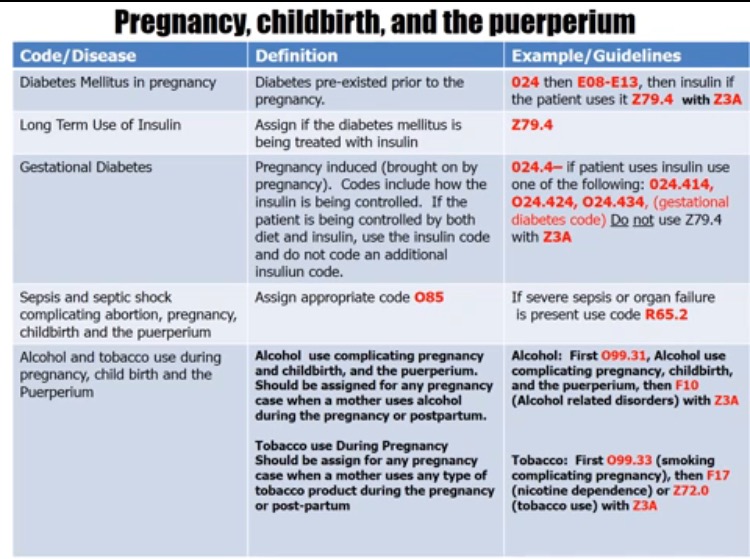 Pregnancy, childbirth, and the puerperium
Code/Disease
Definition
Example/Guidelines
Diabetes Mellitus in pregnancy
Diabetes pre-existed prior to the
pregnancy.
O24 then E08-E13, then insulin if
the patient uses it Z79.4 with Z3A
Long Term Use of Insulin
Assign if the diabetes mellitus is
being treated with insulin
Z79.4
Gestational Diabetes
Pregnancy induced (brought on by
pregnancy). Codes include how the
insulin is being controlled. If the
patient is being controlled by both
diet and insulin, use the insulin code
and do not code an additional
insuliun code.
O24.4– if patient uses insulin use
one of the following: O24.414,
O24.424, O24.434, (gestational
diabetes code) Do not use Z79.4
with Z3A
Sepsis and septic shock
complicating abortion, pregnancy,
childbirth and the puerperium
Assign appropriate code O85
If severe sepsis or organ failure
is present use code R65.2
Alcohol and tobacco use during
pregnancy, child birth and the
Puerperium
Alcohol use complicating pregnancy
and childbirth, and the puerperium.
Should be assigned for any pregnancy
case when a mother uses alcohol
during the pregnancy or postpartum.
Tobacco use During Pregnancy
Should be assign for any pregnancy
case when a mother uses any type of
tobacco product during the pregnancy
or post-partum
Alcohol: First O99.31, Alcohol use
complicating pregnancy, childbirth,
and the puerperium, then F10
(Alcohol related disorders) with Z3A
Tobacco: First O99.33 (smoking
complicating pregnancy), then F17
(nicotine dependence) or Z72.0
(tobacco use) with Z3A